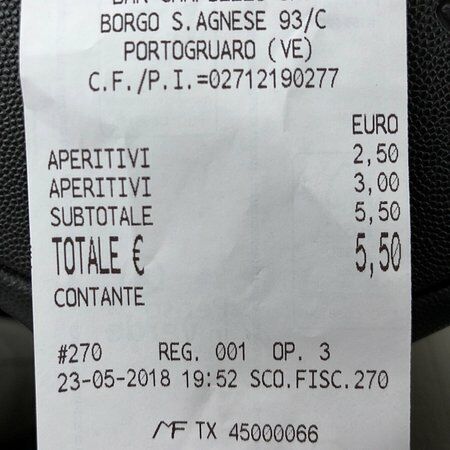 BAR
BORGO S.AGNESE 93/C
PORTOGRUARO (VE)
C.F./P.I.=02712190277
EURO
APERITIVI 2,50
APERITIVI 3,00
SUBTOTALE 5,50
TOTALE € 5,50
CONTANTE
#270 REG. 001 OP. 3
23-05-2018 19:52 SCO.FISC.270
MF TX 45000066